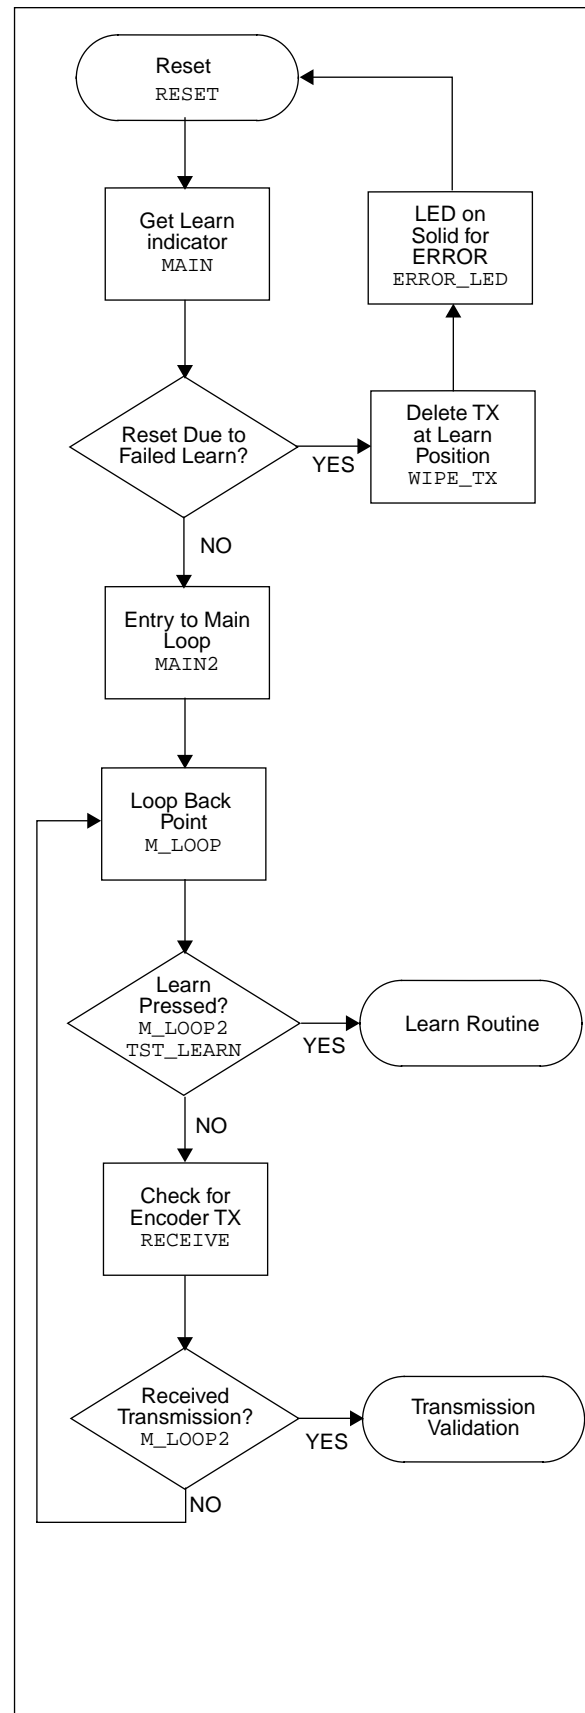 Reset
RESET
Get Learn
indicator
MAIN
LED on
Solid for
ERROR
ERROR_LED
Reset Due to
Failed Learn?
YES
Delete TX
at Learn
Position
WIPE_TX
NO
Entry to Main
Loop
MAIN2
Loop Back
Point
M_LOOP
Learn
Pressed?
M_LOOP2
TST_LEARN
YES
Learn Routine
NO
Check for
Encoder TX
RECEIVE
Received
Transmission?
M_LOOP2
YES
Transmission
Validation
NO